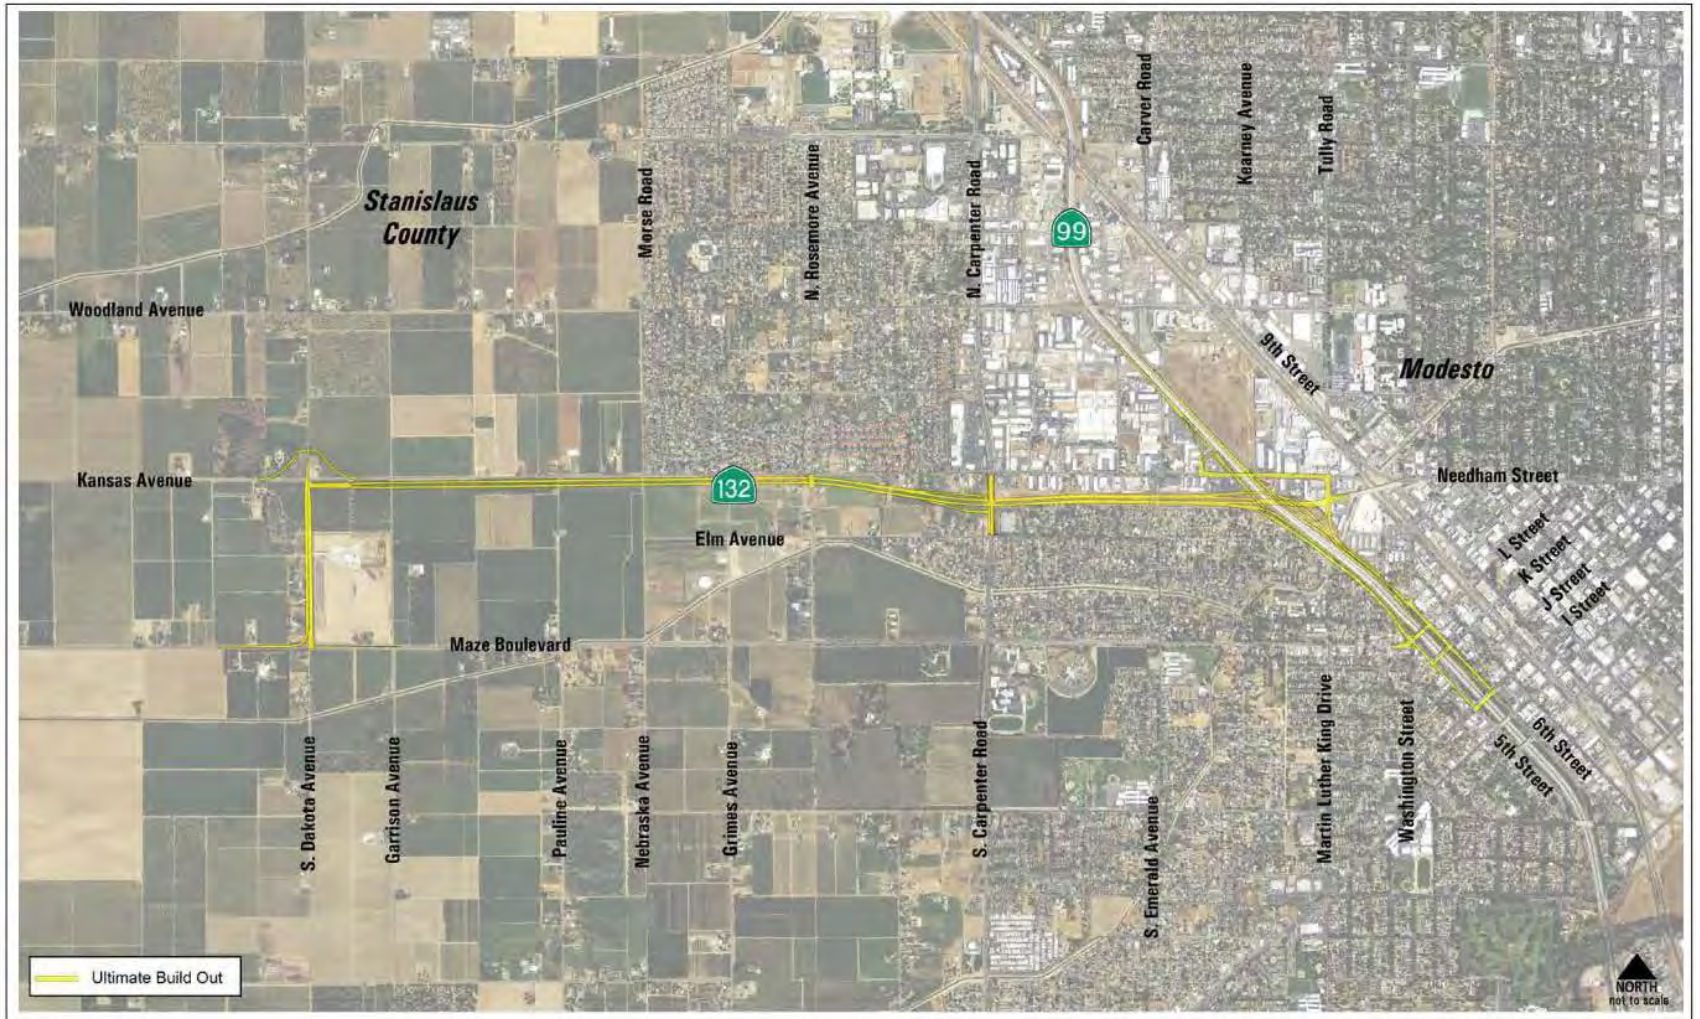 Carver Road
Kearney Avenue
Tully Road
Stanislaus
County
Morse Road
N. Rosemore Avenue
N. Carpenter Road
99
Woodland Avenue
9th Street
Modesto
Kansas Avenue
132
Needham Street
Elm Avenue
L Street
K Street
J Street
I Street
Maze Boulevard
S. Dakota Avenue
Garrison Avenue
Pauline Avenue
Nebraska Avenue
Grimes Avenue
S. Carpenter Road
S. Emerald Avenue
Martin Luther King Drive
Washington Street
5th Street
6th Street
Ultimate Build Out
NORTH
not to scale